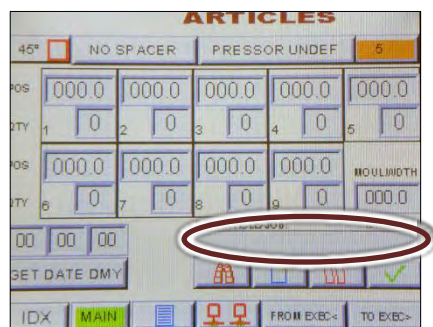 ARTICLES
45° NO SPACER PRESSOR UNDEF 5
POS 000.0 000.0 000.0 000.0 000.0
QTY 1 0 2 0 3 0 4 0 5 0
POS 000.0 000.0 000.0 000.0 MOULWIDTH
QTY 6 0 7 0 8 0 9 0 000.0
00 00 00
GET DATE DMY
IDX MAIN FROM EXEC< TO EXEC>